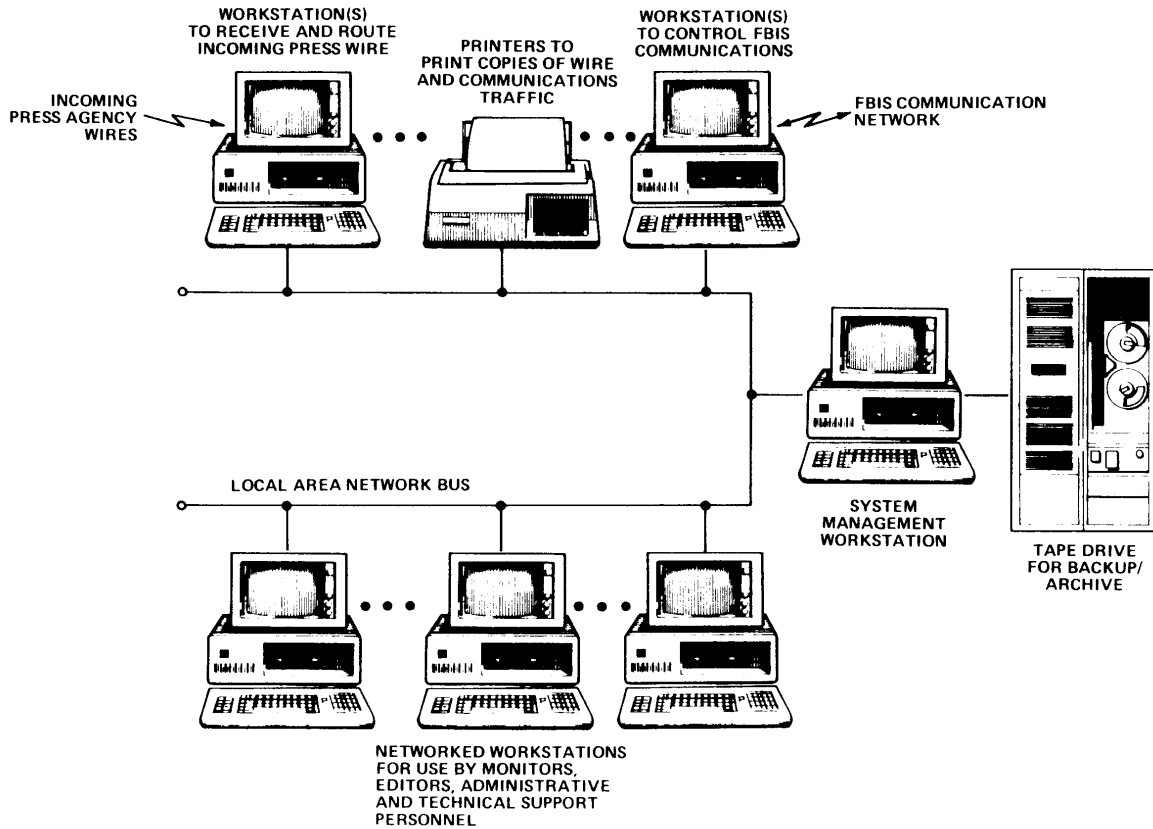 WORKSTATION(S)
TO RECEIVE AND ROUTE
INCOMING PRESS WIRE
PRINTERS TO
PRINT COPIES OF WIRE
AND COMMUNICATIONS
TRAFFIC
WORKSTATION(S)
TO CONTROL FBIS
COMMUNICATIONS
INCOMING
PRESS AGENCY
WIRES
FBIS COMMUNICATION
NETWORK
LOCAL AREA NETWORK BUS
SYSTEM
MANAGEMENT
WORKSTATION
TAPE DRIVE
FOR BACKUP/
ARCHIVE
NETWORKED WORKSTATIONS
FOR USE BY MONITORS,
EDITORS, ADMINISTRATIVE
AND TECHNICAL SUPPORT
PERSONNEL